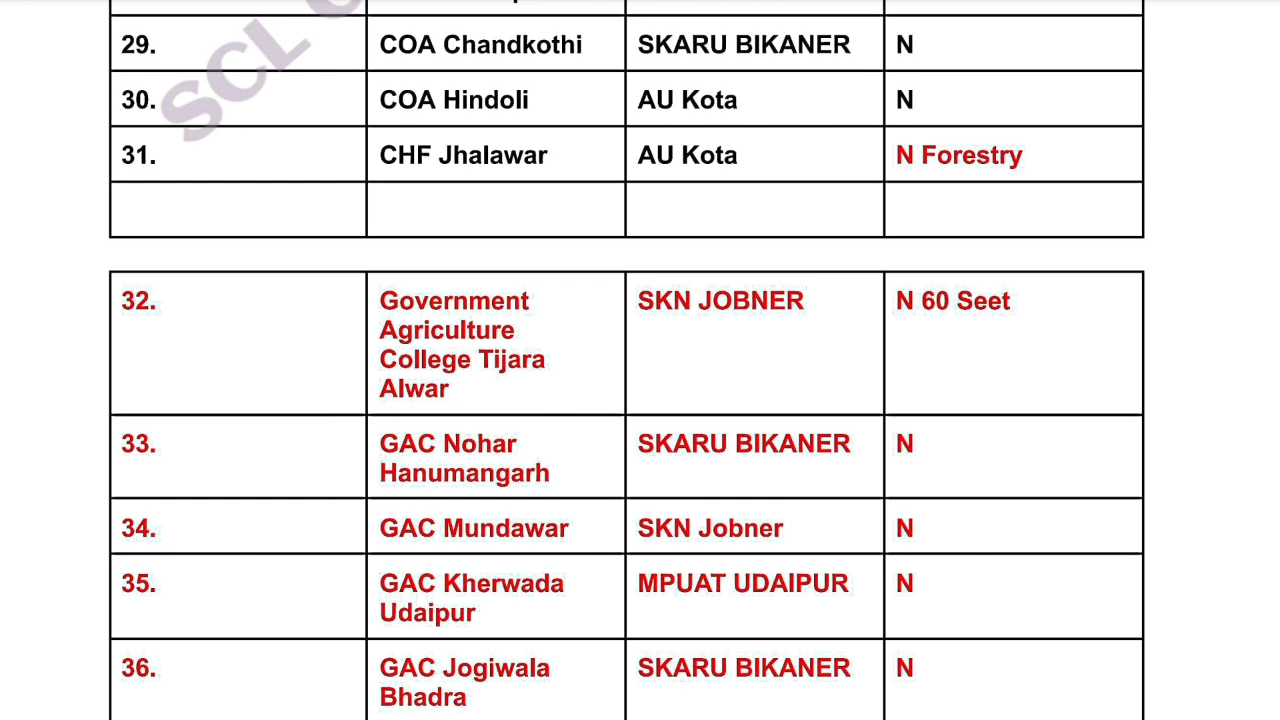 29. COA Chandkothi SKARU BIKANER N
30. COA Hindoli AU Kota N
31. CHF Jhalawar AU Kota N Forestry
32. Government SKN JOBNER N 60 Seet
Agriculture
College Tijara
Alwar
33. GAC Nohar SKARU BIKANER N
Hanumangarh
34. GAC Mundawar SKN Jobner N
35. GAC Kherwada MPUAT UDAIPUR N
Udaipur
36. GAC Jogiwala SKARU BIKANER N
Bhadra
SCL